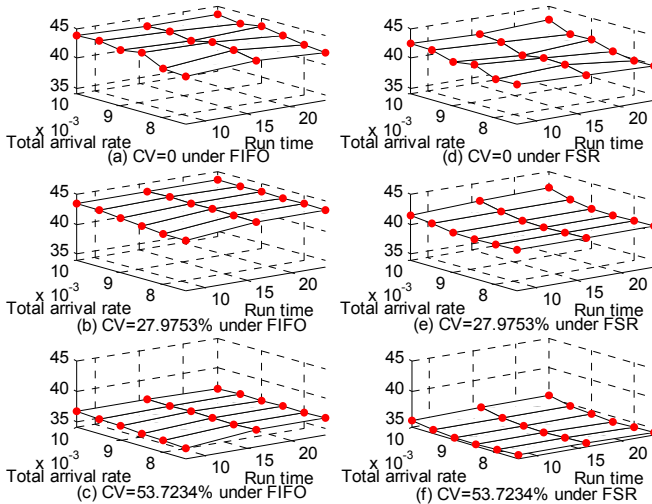 45
40
35
10
9
8
x 10-3
10
15
20
Total arrival rate
Run time
(a) CV=0 under FIFO
45
40
35
10
9
8
x 10-3
10
15
20
Total arrival rate
Run time
(d) CV=0 under FSR
45
40
35
10
9
8
x 10-3
10
15
20
Total arrival rate
Run time
(b) CV=27.9753% under FIFO
45
40
35
10
9
8
x 10-3
10
15
20
Total arrival rate
Run time
(e) CV=27.9753% under FSR
45
40
35
10
9
8
x 10-3
10
15
20
Total arrival rate
Run time
(c) CV=53.7234% under FIFO
45
40
35
10
9
8
x 10-3
10
15
20
Total arrival rate
Run time
(f) CV=53.7234% under FSR